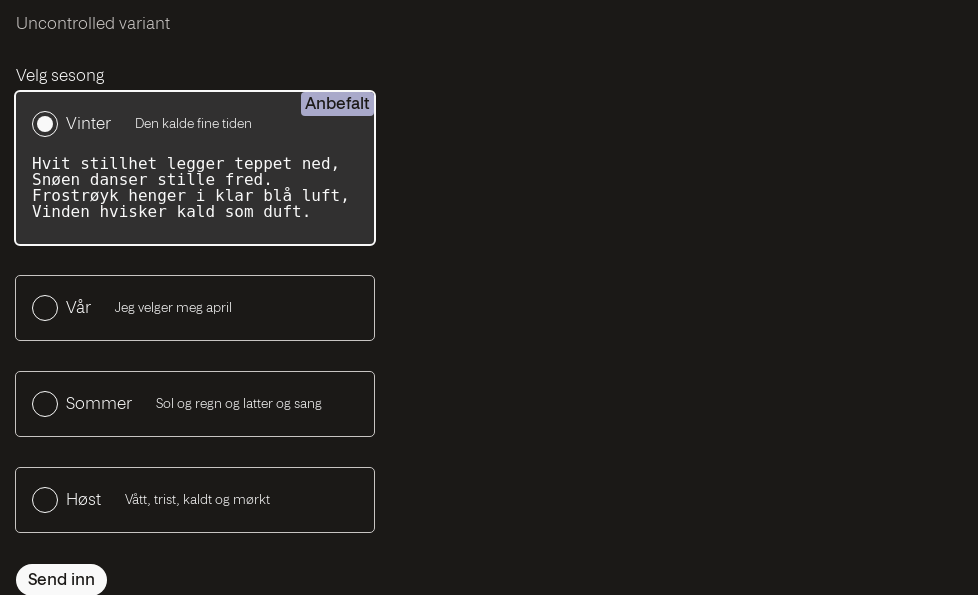 Uncontrolled variant
Velg sesong
Anbefalt
Vinter Den kalde fine tiden
Hvit stillhet legger teppet ned,
Snøen danser stille fred.
Frostrøyk henger i klar blå luft,
Vinden hvisker kald som duft.
Vår Jeg velger meg april
Sommer Sol og regn og latter og sang
Høst Vått, trist, kaldt og mørkt
Send inn